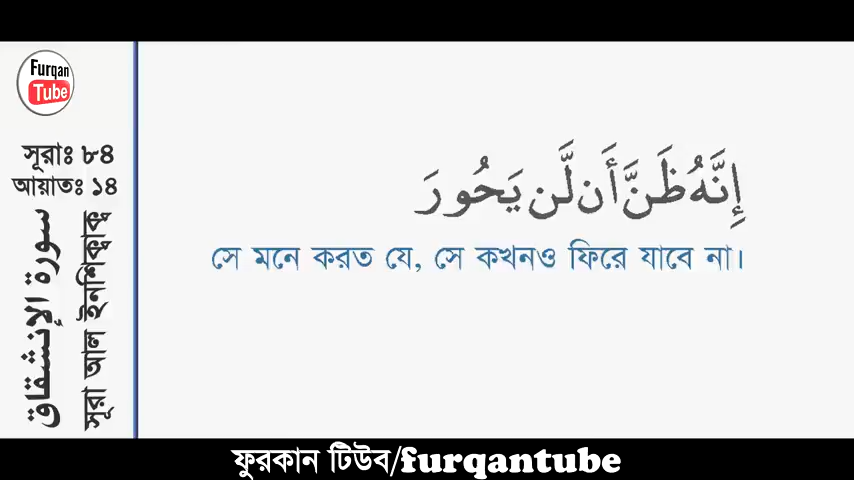 Furqan
Tube
সূরাঃ ৮৪
আয়াতঃ ১৪
سورة الإنشقاق
সূরা আল ইনশিক্বাক্ব
إِنَّهُ ظَنَّ أَن لَّن يَحُورَ
সে মনে করত যে, সে কখনও ফিরে যাবে না।
ফুরকান টিউব/furqantube